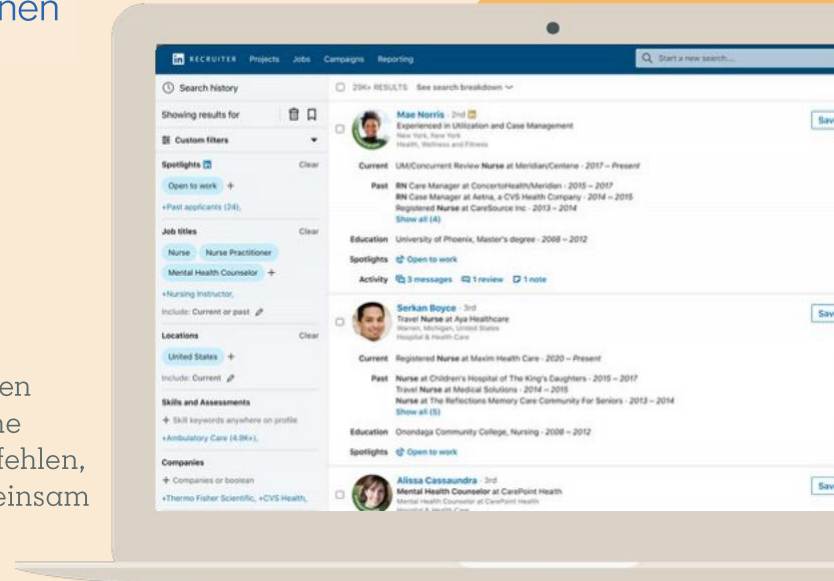 nen
en
ne
fehlen,
einsam
in RECRUITER Projects Jobs Campaigns Reporting
Start a new search...
Search history
Showing results for
Custom filters
Spotlights in Clear
Open to work +
+Past applicants (24),
Job titles Clear
Nurse Nurse Practitioner
Mental Health Counselor +
+Nursing Instructor,
Include: Current or past
Locations Clear
United States +
Include: Current
Skills and Assessments
+ Skill keywords anywhere on profile
+Ambulatory Care (4.9K+),
Companies
+ Companies or boolean
+Thermo Fisher Scientific, +CVS Health,
29K+ RESULTS See search breakdown
Mae Norris · 2nd in
Experienced in Utilization and Case Management
New York, New York
Health, Wellness and Fitness
Sav
Current UM/Concurrent Review Nurse at Meridian/Centene · 2017 – Present
Past RN Care Manager at ConcertoHealth/Meridian · 2015 – 2017
RN Case Manager at Aetna, a CVS Health Company · 2014 – 2015
Registered Nurse at CareSource Inc · 2013 – 2014
Show all (4)
Education University of Phoenix, Master's degree · 2008 – 2012
Spotlights Open to work
Activity 3 messages 1 review 1 note
Serkan Boyce · 3rd
Travel Nurse at Aya Healthcare
Warren, Michigan, United States
Hospital & Health Care
Sav
Current Registered Nurse at Maxim Health Care · 2020 – Present
Past Nurse at Children's Hospital of The King's Daughters · 2015 – 2017
Travel Nurse at Medical Solutions · 2014 – 2015
Nurse at The Reflections Memory Care Community For Seniors · 2013 – 2014
Show all (5)
Education Onondaga Community College, Nursing · 2008 – 2012
Spotlights Open to work
Alissa Cassaundra · 3rd
Mental Health Counselor at CarePoint Health
Mental Health Counselor at CarePoint Health
Hospital & Health Care
Sav